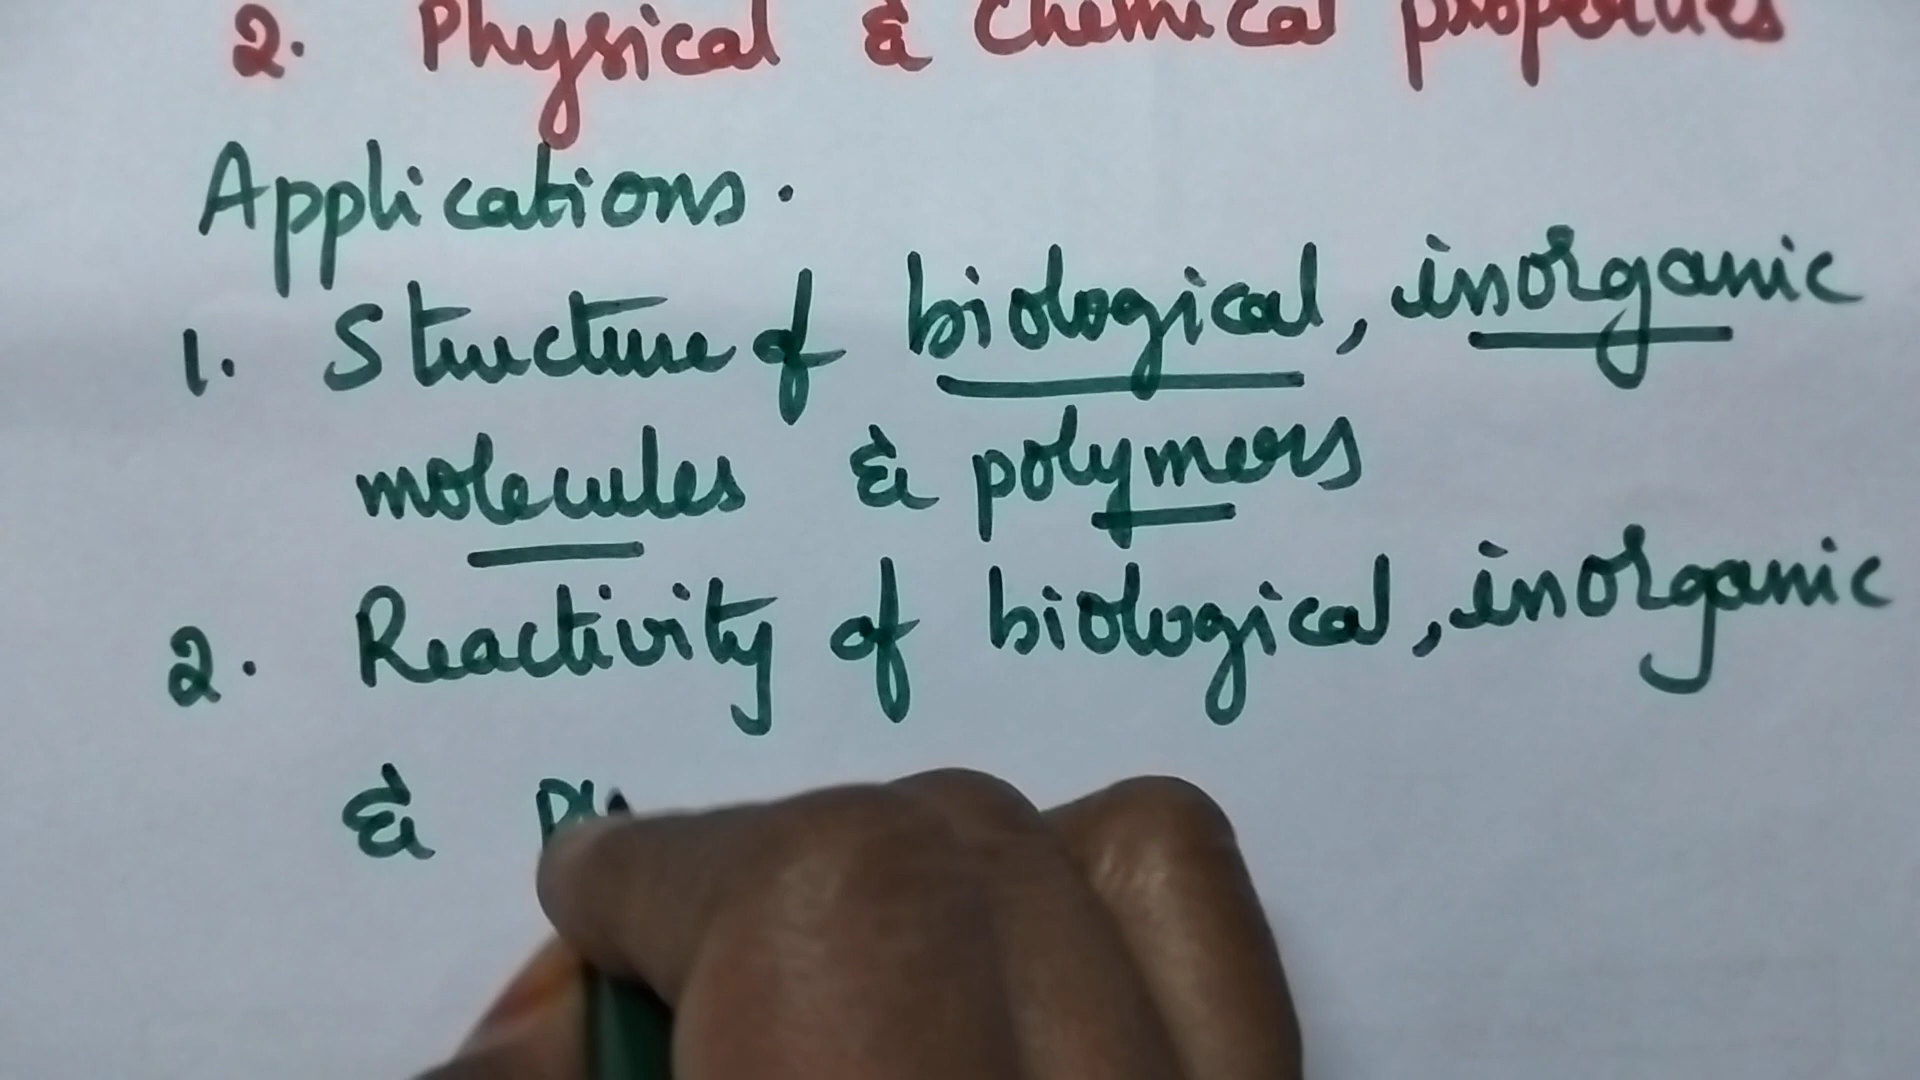 2. Physical & Chemical properties
Applications.
1. Structure of biological, inorganic
molecules & polymers
2. Reactivity of biological, inorganic
&